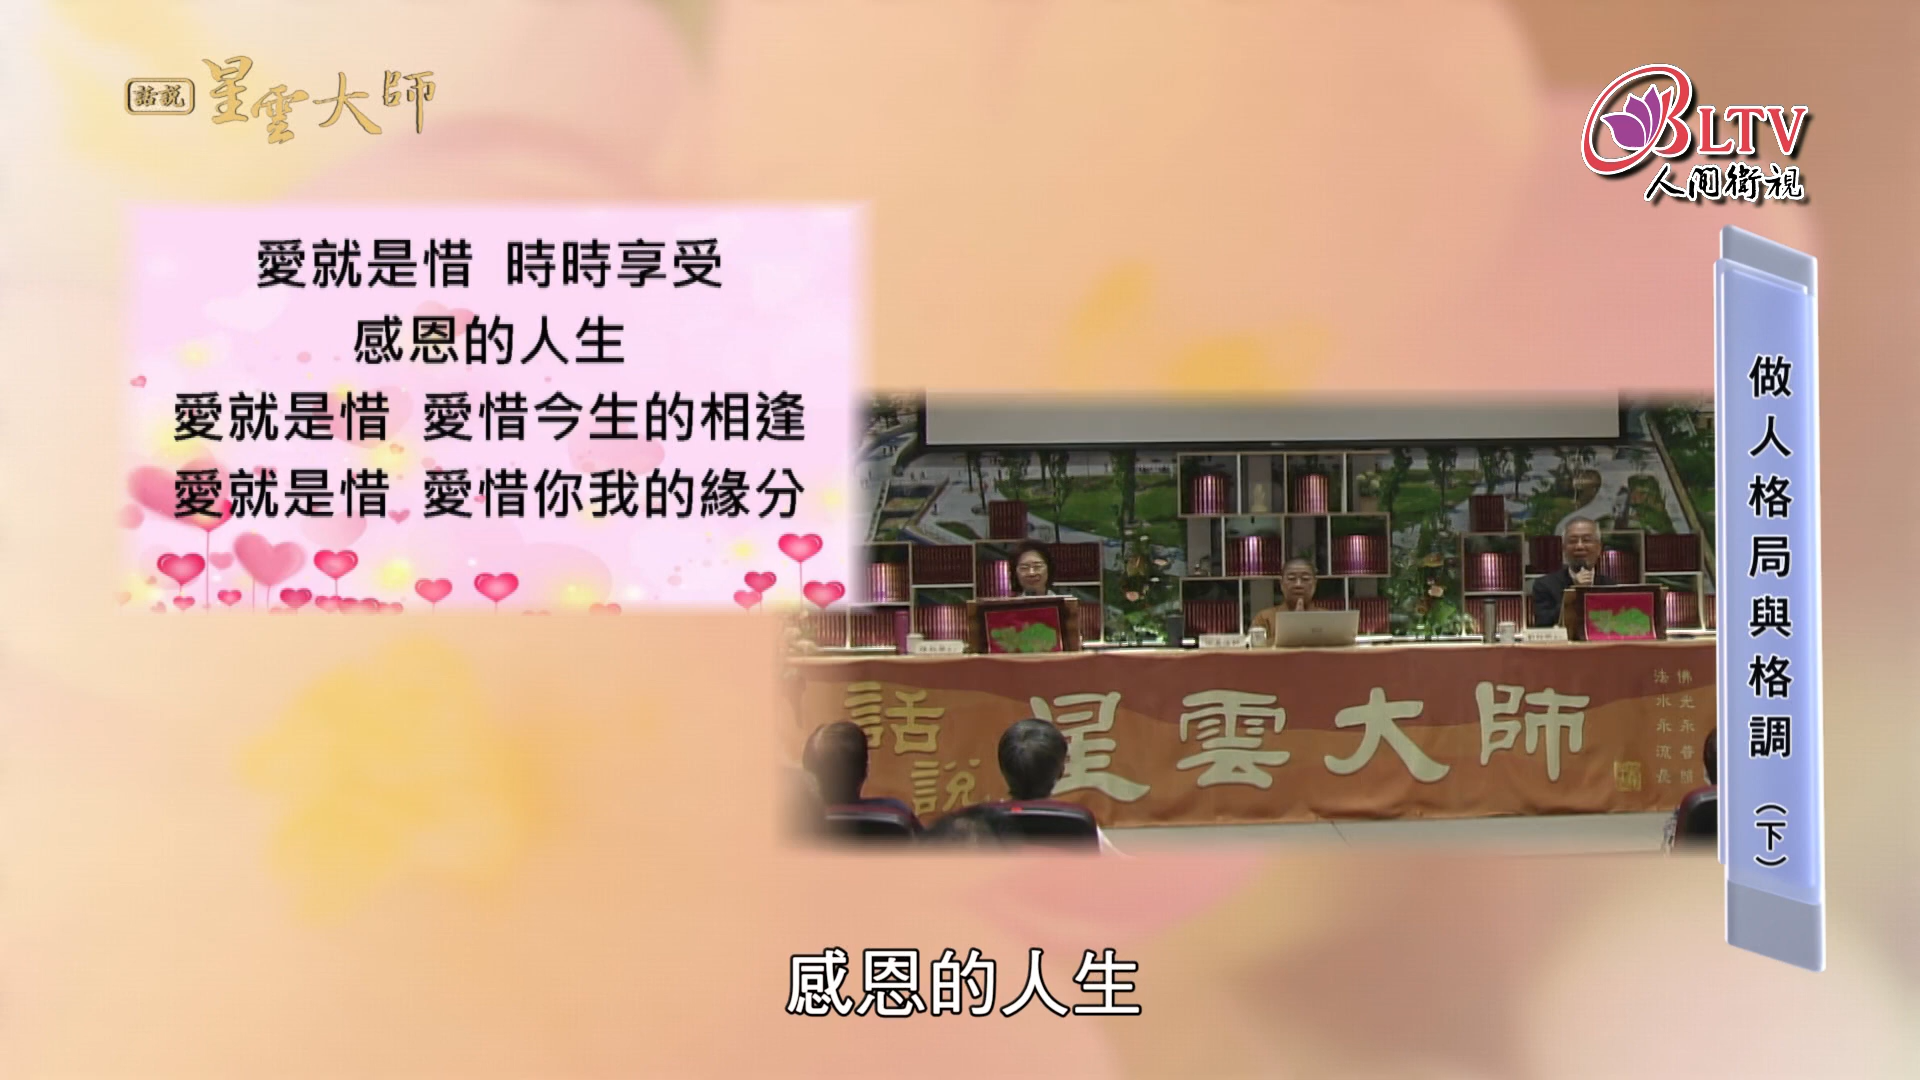 話說 星雲大師
BLTV
人間衛視
愛就是惜 時時享受
感恩的人生
愛就是惜 愛惜今生的相逢
愛就是惜 愛惜你我的緣分
做人格局與格調（下）
話說 星雲大師
佛光永普照
法水永流長
感恩的人生